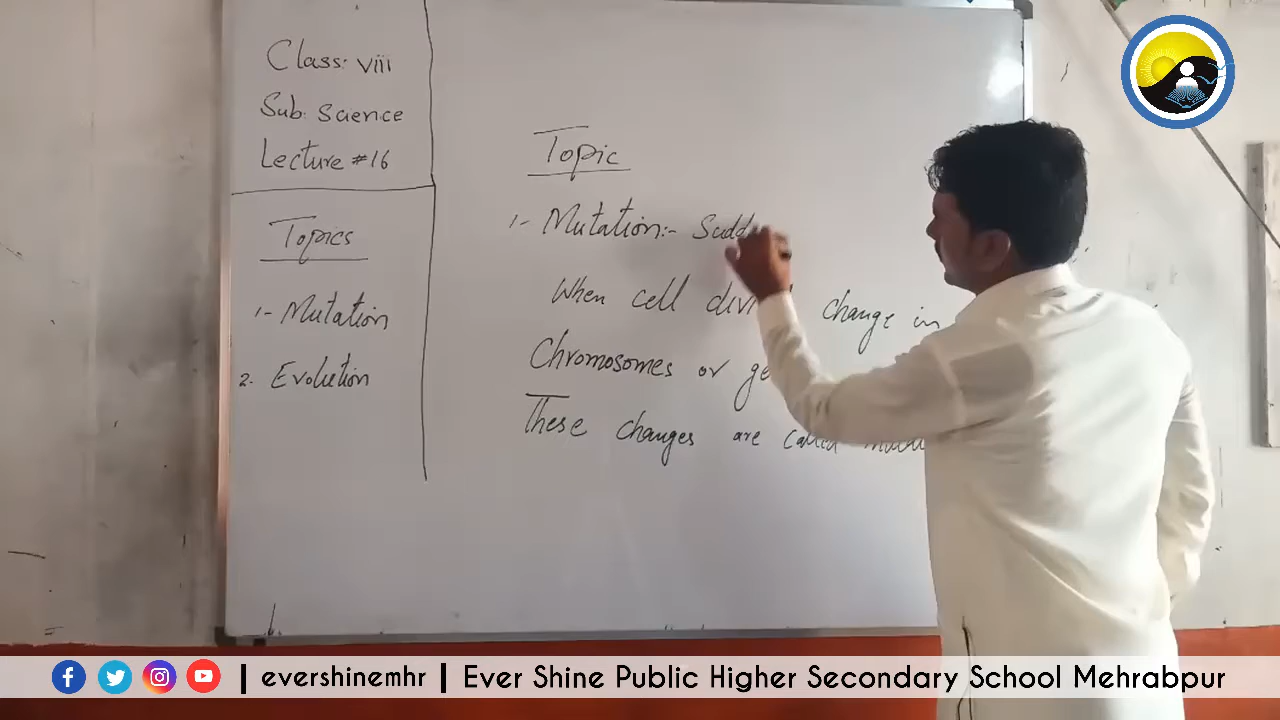 Class: viii
Sub: Science
Lecture #16
Topics
1- Mutation
2. Evolution
Topic
1- Mutation:- Sudd
When cell divid change in
Chromosomes or ge
These changes are called
| evershinemhr | Ever Shine Public Higher Secondary School Mehrabpur